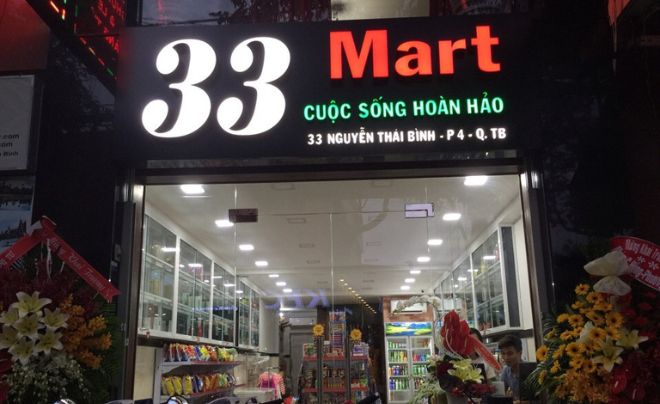 33 Mart
CUỘC SỐNG HOÀN HẢO
33 NGUYỄN THÁI BÌNH - P 4 - Q. TB